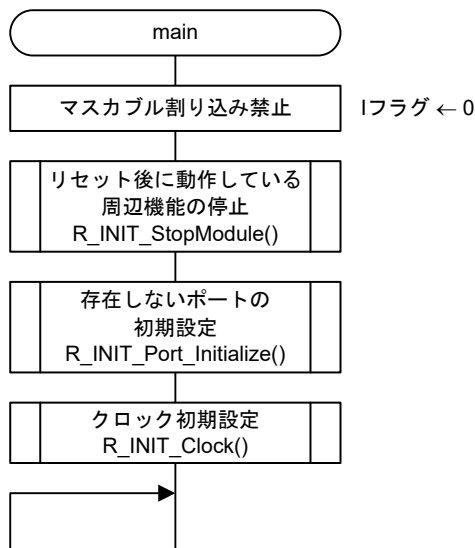 main
マスカブル割り込み禁止 Iフラグ ← 0
リセット後に動作している
周辺機能の停止
R_INIT_StopModule()
存在しないポートの
初期設定
R_INIT_Port_Initialize()
クロック初期設定
R_INIT_Clock()